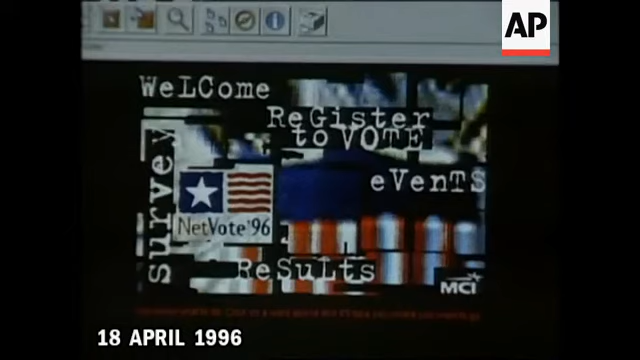 AP
WeLCome
ReGister
to VOTE
survey
eVenTS
NetVote'96
ReSuLts
MCI
18 APRIL 1996